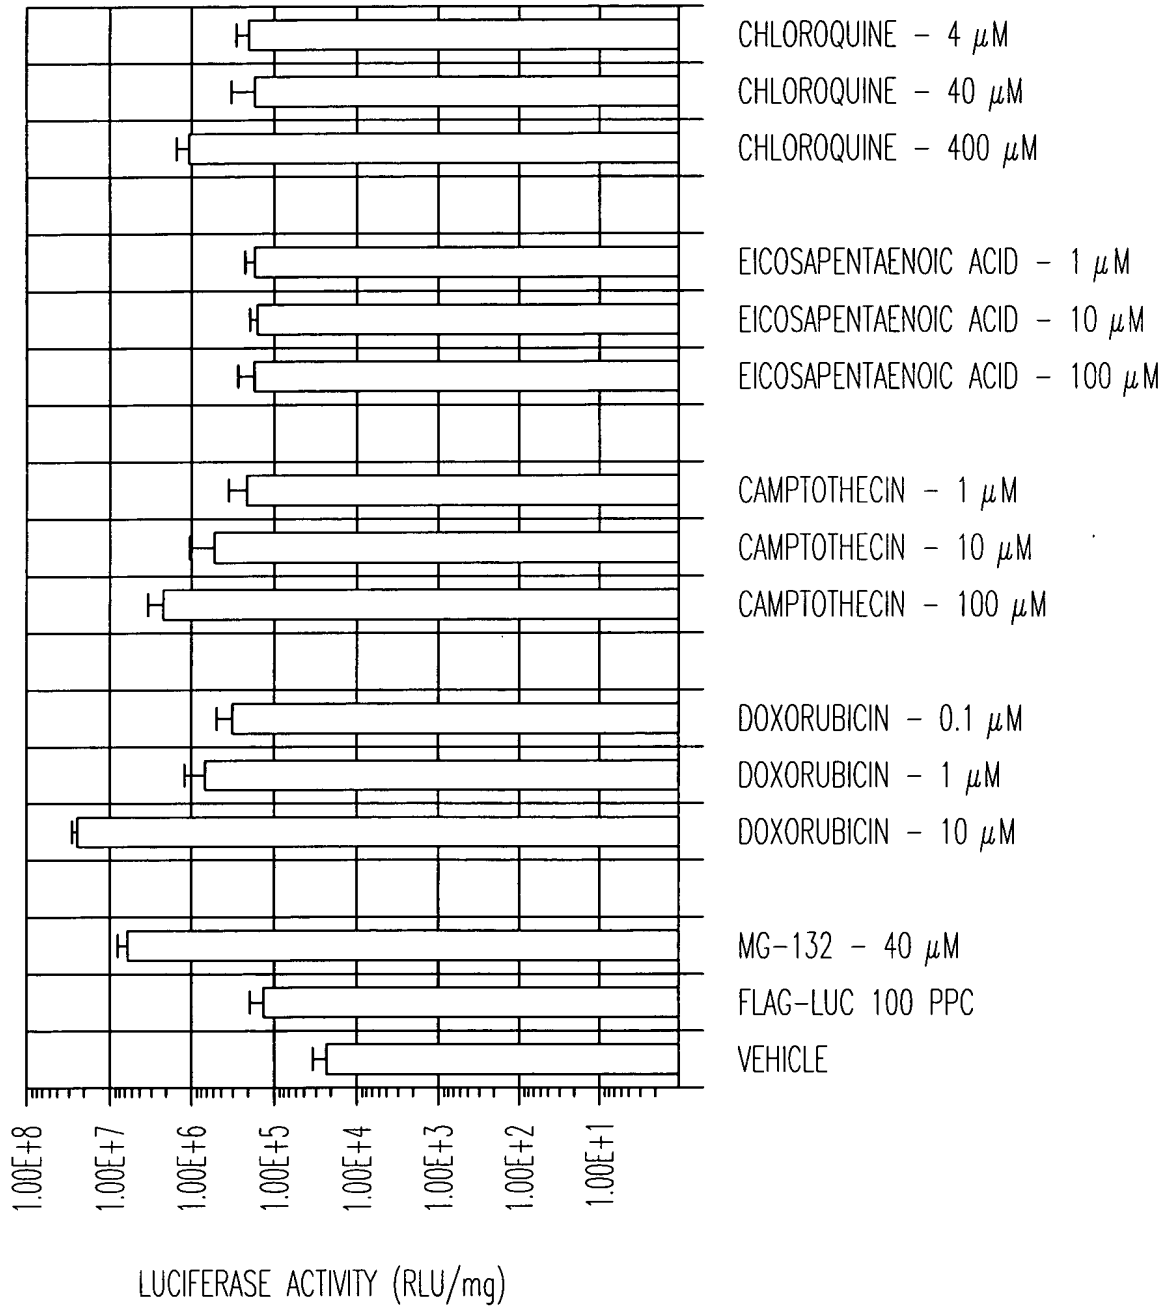 CHLOROQUINE – 4 μM
CHLOROQUINE – 40 μM
CHLOROQUINE – 400 μM
EICOSAPENTAENOIC ACID – 1 μM
EICOSAPENTAENOIC ACID – 10 μM
EICOSAPENTAENOIC ACID – 100 μM
CAMPTOTHECIN – 1 μM
CAMPTOTHECIN – 10 μM
CAMPTOTHECIN – 100 μM
DOXORUBICIN – 0.1 μM
DOXORUBICIN – 1 μM
DOXORUBICIN – 10 μM
MG–132 – 40 μM
FLAG–LUC 100 PPC
VEHICLE
1.00E+8
1.00E+7
1.00E+6
1.00E+5
1.00E+4
1.00E+3
1.00E+2
1.00E+1
LUCIFERASE ACTIVITY (RLU/mg)